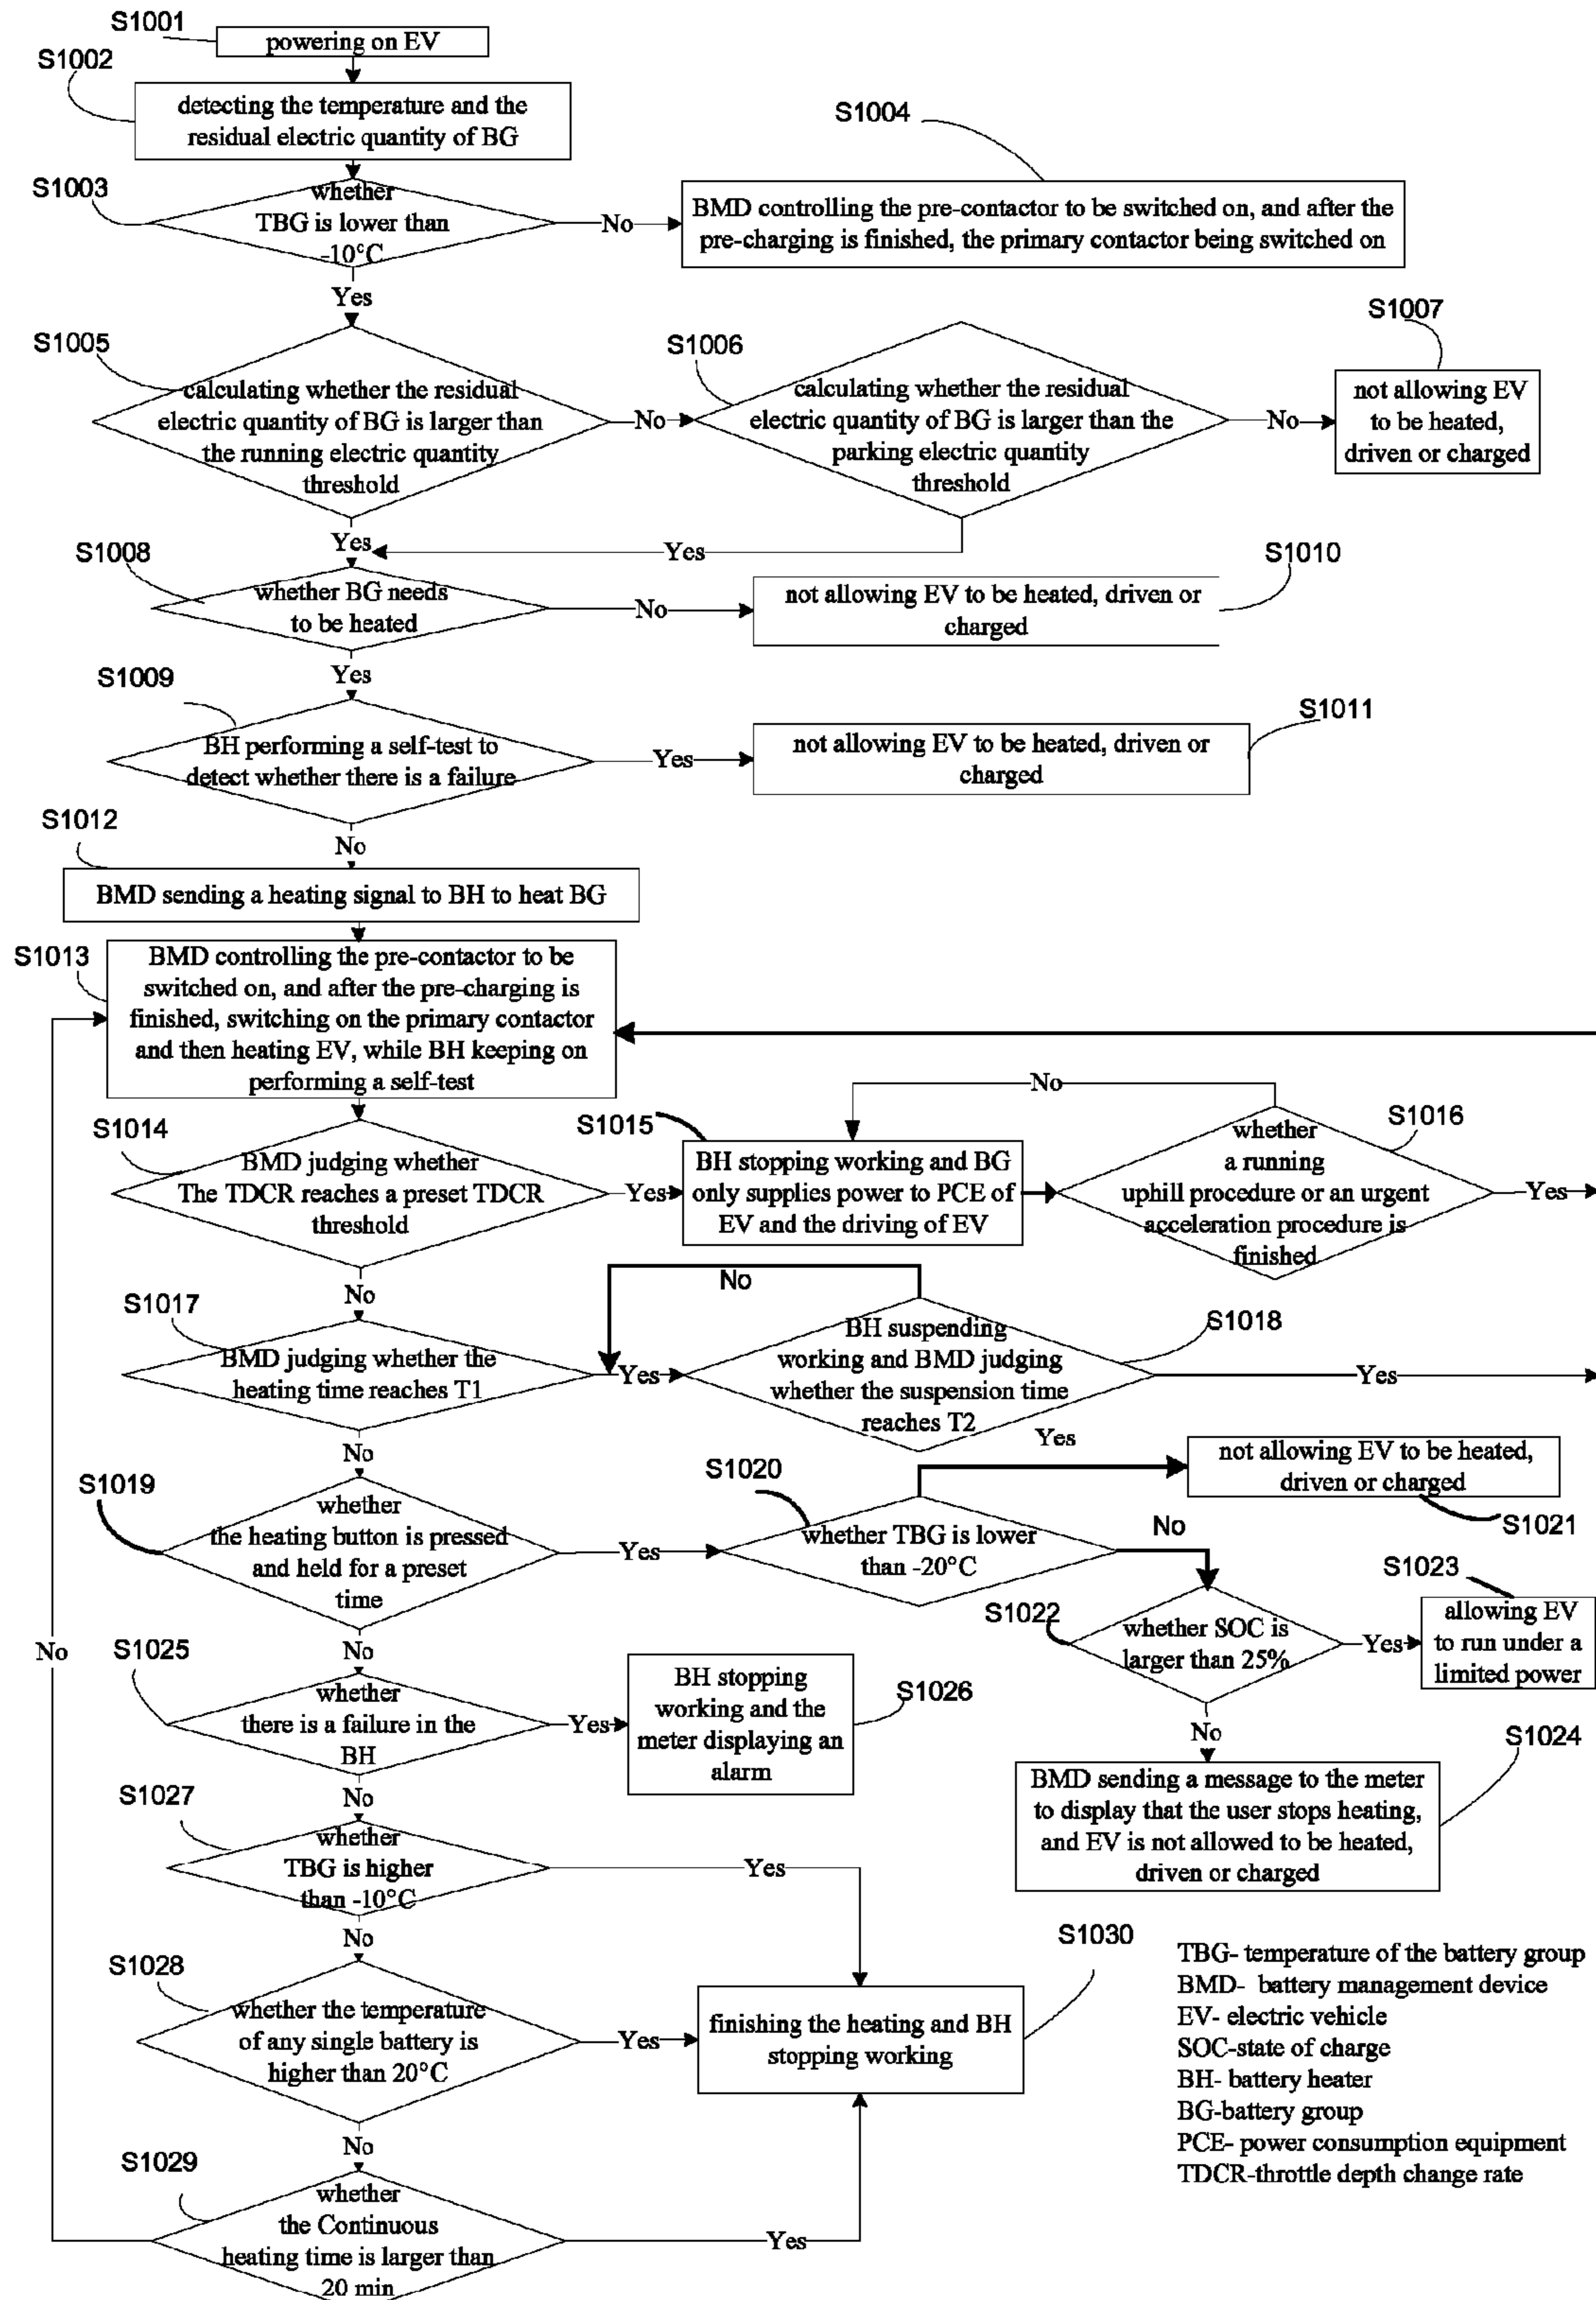 S1001
powering on EV
S1002
detecting the temperature and the
residual electric quantity of BG
S1003
whether
TBG is lower than
-10°C
No
S1004
BMD controlling the pre-contactor to be switched on, and after the
pre-charging is finished, the primary contactor being switched on
Yes
S1005
calculating whether the residual
electric quantity of BG is larger than
the running electric quantity
threshold
No
S1006
calculating whether the residual
electric quantity of BG is larger than the
parking electric quantity
threshold
No
S1007
not allowing EV
to be heated,
driven or charged
Yes
Yes
S1008
whether BG needs
to be heated
No
S1010
not allowing EV to be heated, driven or
charged
Yes
S1009
BH performing a self-test to
detect whether there is a failure
Yes
S1011
not allowing EV to be heated, driven or
charged
No
S1012
BMD sending a heating signal to BH to heat BG
S1013
BMD controlling the pre-contactor to be
switched on, and after the pre-charging is
finished, switching on the primary contactor
and then heating EV, while BH keeping on
performing a self-test
S1014
BMD judging whether
The TDCR reaches a preset TDCR
threshold
Yes
S1015
BH stopping working and BG
only supplies power to PCE of
EV and the driving of EV
No
S1016
whether
a running
uphill procedure or an urgent
acceleration procedure is
finished
Yes
No
S1017
BMD judging whether the
heating time reaches T1
Yes
No
S1018
BH suspending
working and BMD judging
whether the suspension time
reaches T2
Yes
No
S1019
whether
the heating button is pressed
and held for a preset
time
Yes
S1020
whether TBG is lower
than -20°C
Yes
not allowing EV to be heated,
driven or charged
S1021
No
S1022
whether SOC is
larger than 25%
Yes
S1023
allowing EV
to run under a
limited power
No
S1024
BMD sending a message to the meter
to display that the user stops heating,
and EV is not allowed to be heated,
driven or charged
No
No
S1025
whether
there is a failure in the
BH
Yes
BH stopping
working and the
meter displaying an
alarm
S1026
No
S1027
whether
TBG is higher
than -10°C
Yes
No
S1028
whether the temperature
of any single battery is
higher than 20°C
Yes
S1030
finishing the heating and BH
stopping working
No
S1029
whether
the Continuous
heating time is larger than
20 min
Yes
TBG- temperature of the battery group
BMD- battery management device
EV- electric vehicle
SOC-state of charge
BH- battery heater
BG-battery group
PCE- power consumption equipment
TDCR-throttle depth change rate